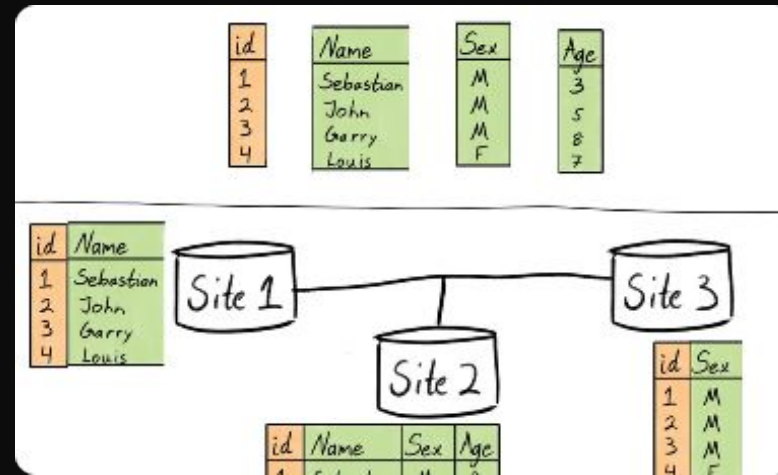 id Name Sex Age
1 Sebastian M 3
2 John M 5
3 Garry M 8
4 Louis F 7
id Name
1 Sebastian
2 John
3 Garry
4 Louis
Site 1
Site 3
Site 2
id Sex
1 M
2 M
3 M
4
id Name Sex Age